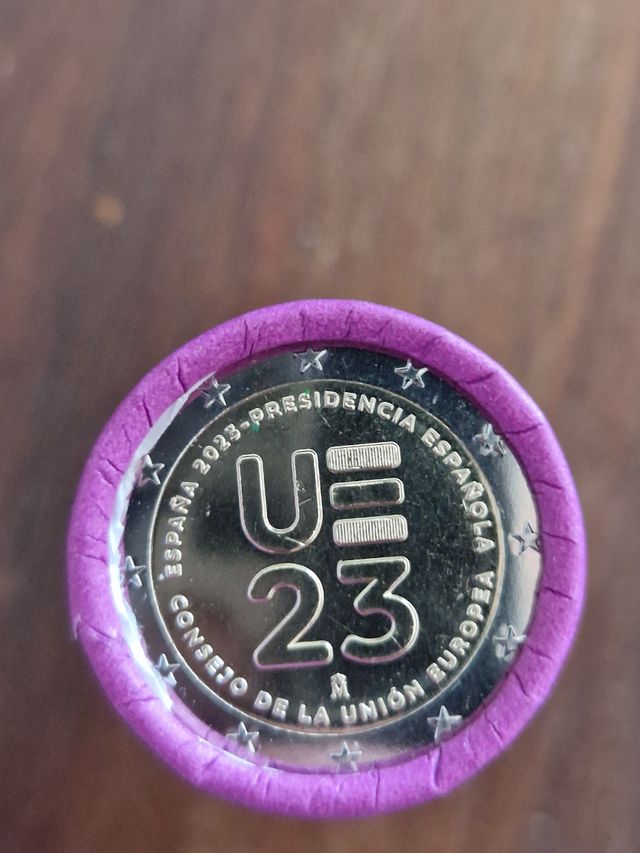 ESPAÑA 2023-PRESIDENCIA ESPAÑOLA
CONSEJO DE LA UNIÓN EUROPEA
UE
23
M